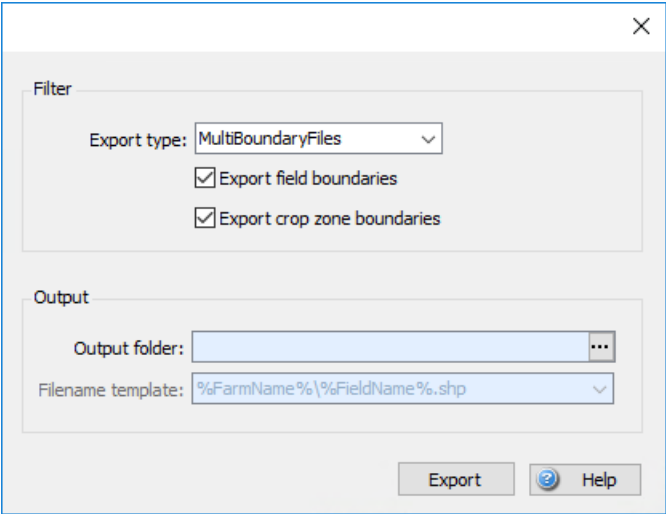 Filter
Export type: MultiBoundaryFiles
Export field boundaries
Export crop zone boundaries
Output
Output folder: ...
Filename template: %FarmName%\%FieldName%.shp
Export Help